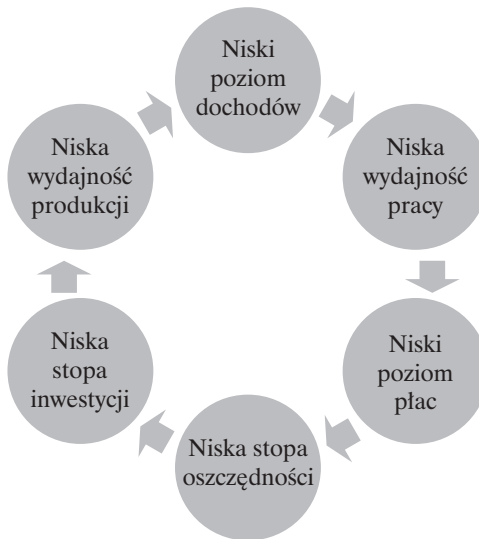 Niski
poziom
dochodów
Niska
wydajność
pracy
Niski
poziom
płac
Niska stopa
oszczędności
Niska
stopa
inwestycji
Niska
wydajność
produkcji